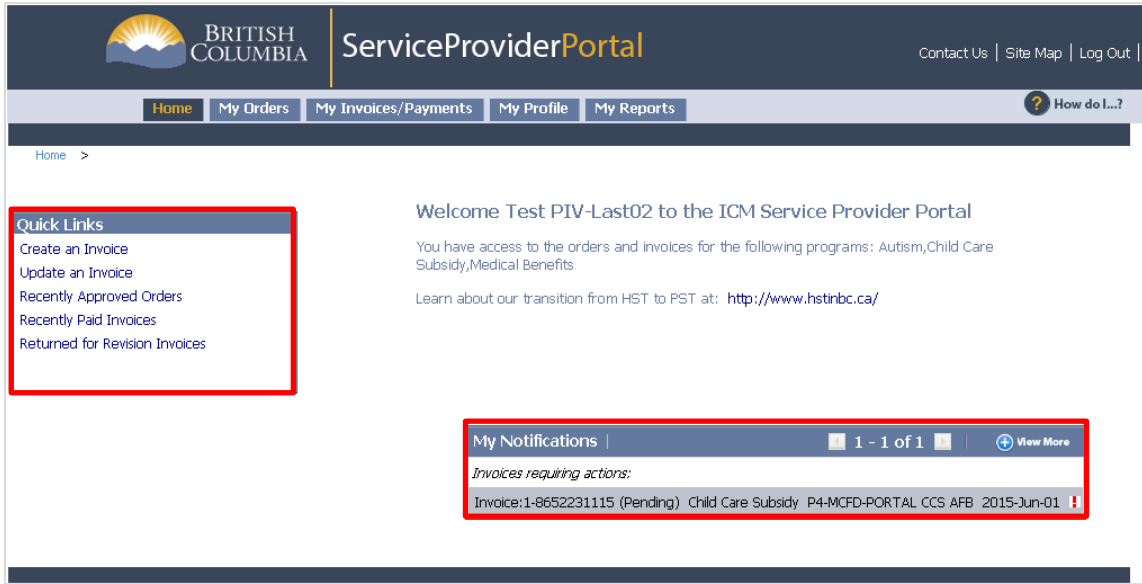 BRITISH
COLUMBIA
ServiceProviderPortal
Contact Us | Site Map | Log Out |
Home My Orders My Invoices/Payments My Profile My Reports
? How do I...?
Home >
Quick Links
Create an Invoice
Update an Invoice
Recently Approved Orders
Recently Paid Invoices
Returned for Revision Invoices
Welcome Test PIV-Last02 to the ICM Service Provider Portal
You have access to the orders and invoices for the following programs: Autism,Child Care
Subsidy,Medical Benefits
Learn about our transition from HST to PST at: http://www.hstinbc.ca/
My Notifications | 1 - 1 of 1 | View More
Invoices requiring actions:
Invoice:1-8652231115 (Pending) Child Care Subsidy P4-MCFD-PORTAL CCS AFB 2015-Jun-01 !